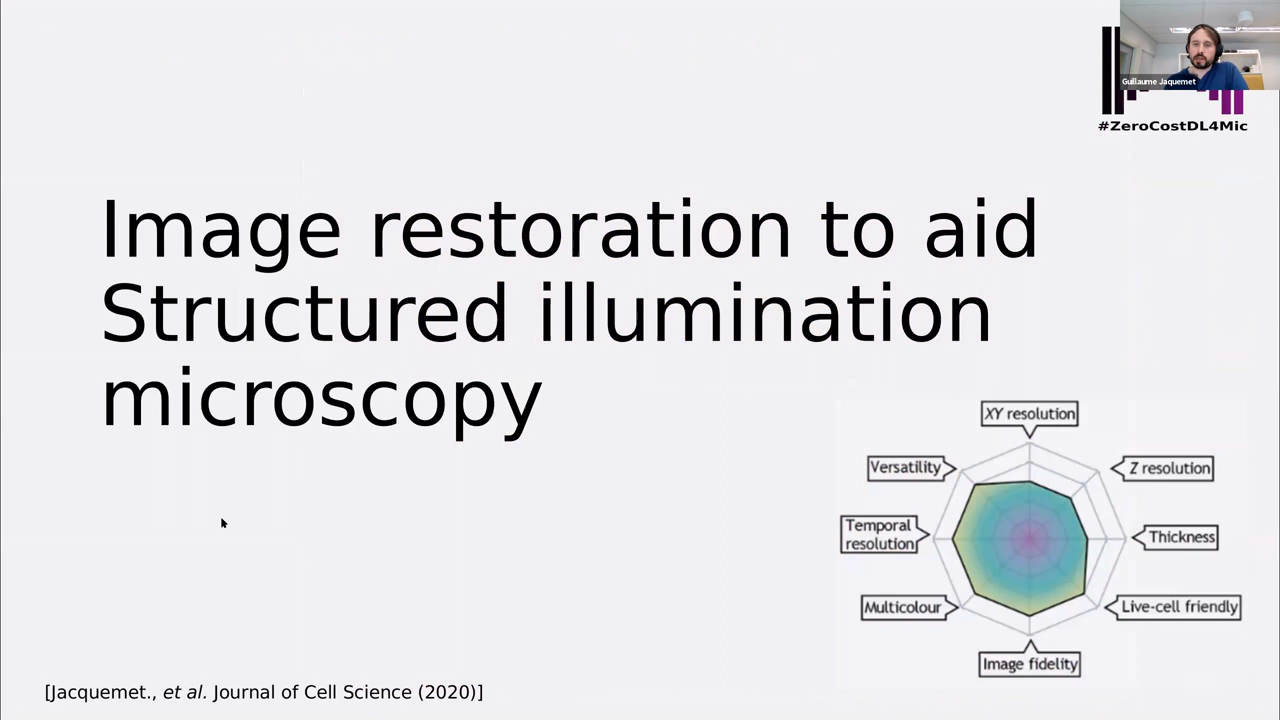 Guillaume Jaquemet
#ZeroCostDL4Mic
Image restoration to aid
Structured illumination
microscopy
XY resolution
Versatility
Z resolution
Temporal
resolution
Thickness
Multicolour
Live-cell friendly
Image fidelity
[Jacquemet., et al. Journal of Cell Science (2020)]